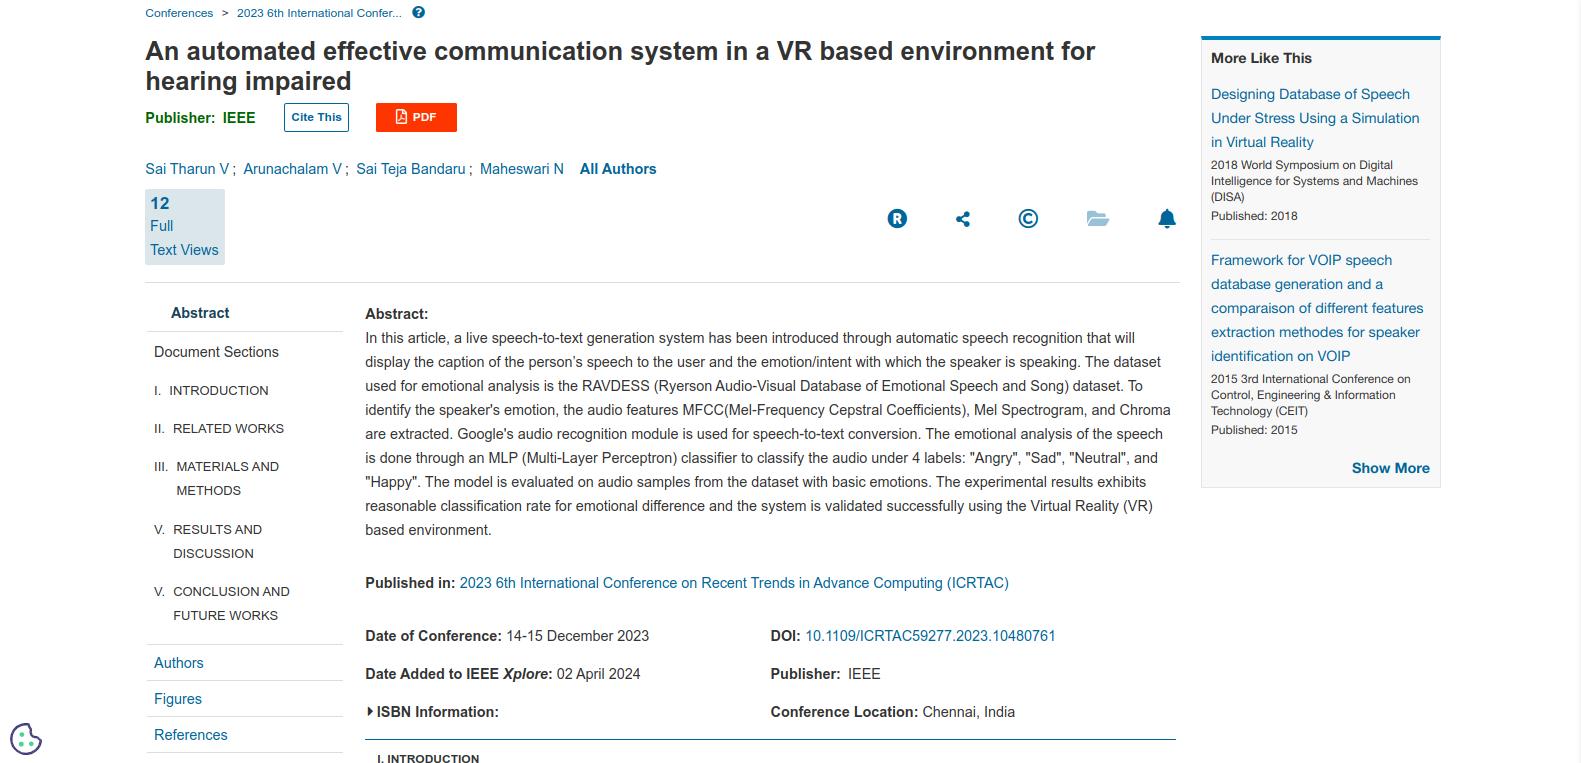 Conferences > 2023 6th International Confer... ?
An automated effective communication system in a VR based environment for
hearing impaired
Publisher: IEEE
Cite This
PDF
Sai Tharun V ; Arunachalam V ; Sai Teja Bandaru ; Maheswari N All Authors
12
Full
Text Views
R
©
Abstract
Document Sections
I. INTRODUCTION
II. RELATED WORKS
III. MATERIALS AND
METHODS
V. RESULTS AND
DISCUSSION
V. CONCLUSION AND
FUTURE WORKS
Authors
Figures
References
Abstract:
In this article, a live speech-to-text generation system has been introduced through automatic speech recognition that will
display the caption of the person's speech to the user and the emotion/intent with which the speaker is speaking. The dataset
used for emotional analysis is the RAVDESS (Ryerson Audio-Visual Database of Emotional Speech and Song) dataset. To
identify the speaker's emotion, the audio features MFCC(Mel-Frequency Cepstral Coefficients), Mel Spectrogram, and Chroma
are extracted. Google's audio recognition module is used for speech-to-text conversion. The emotional analysis of the speech
is done through an MLP (Multi-Layer Perceptron) classifier to classify the audio under 4 labels: "Angry", "Sad", "Neutral", and
"Happy". The model is evaluated on audio samples from the dataset with basic emotions. The experimental results exhibits
reasonable classification rate for emotional difference and the system is validated successfully using the Virtual Reality (VR)
based environment.
Published in: 2023 6th International Conference on Recent Trends in Advance Computing (ICRTAC)
Date of Conference: 14-15 December 2023
DOI: 10.1109/ICRTAC59277.2023.10480761
Date Added to IEEE Xplore: 02 April 2024
Publisher: IEEE
ISBN Information:
Conference Location: Chennai, India
I. INTRODUCTION
More Like This
Designing Database of Speech
Under Stress Using a Simulation
in Virtual Reality
2018 World Symposium on Digital
Intelligence for Systems and Machines
(DISA)
Published: 2018
Framework for VOIP speech
database generation and a
comparaison of different features
extraction methodes for speaker
identification on VOIP
2015 3rd International Conference on
Control, Engineering & Information
Technology (CEIT)
Published: 2015
Show More